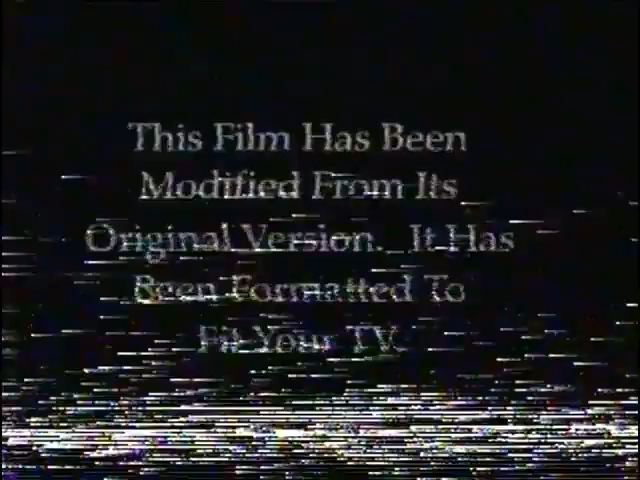 This Film Has Been
Modified From Its
Original Version. It Has
Been Formatted To
Fit Your TV.